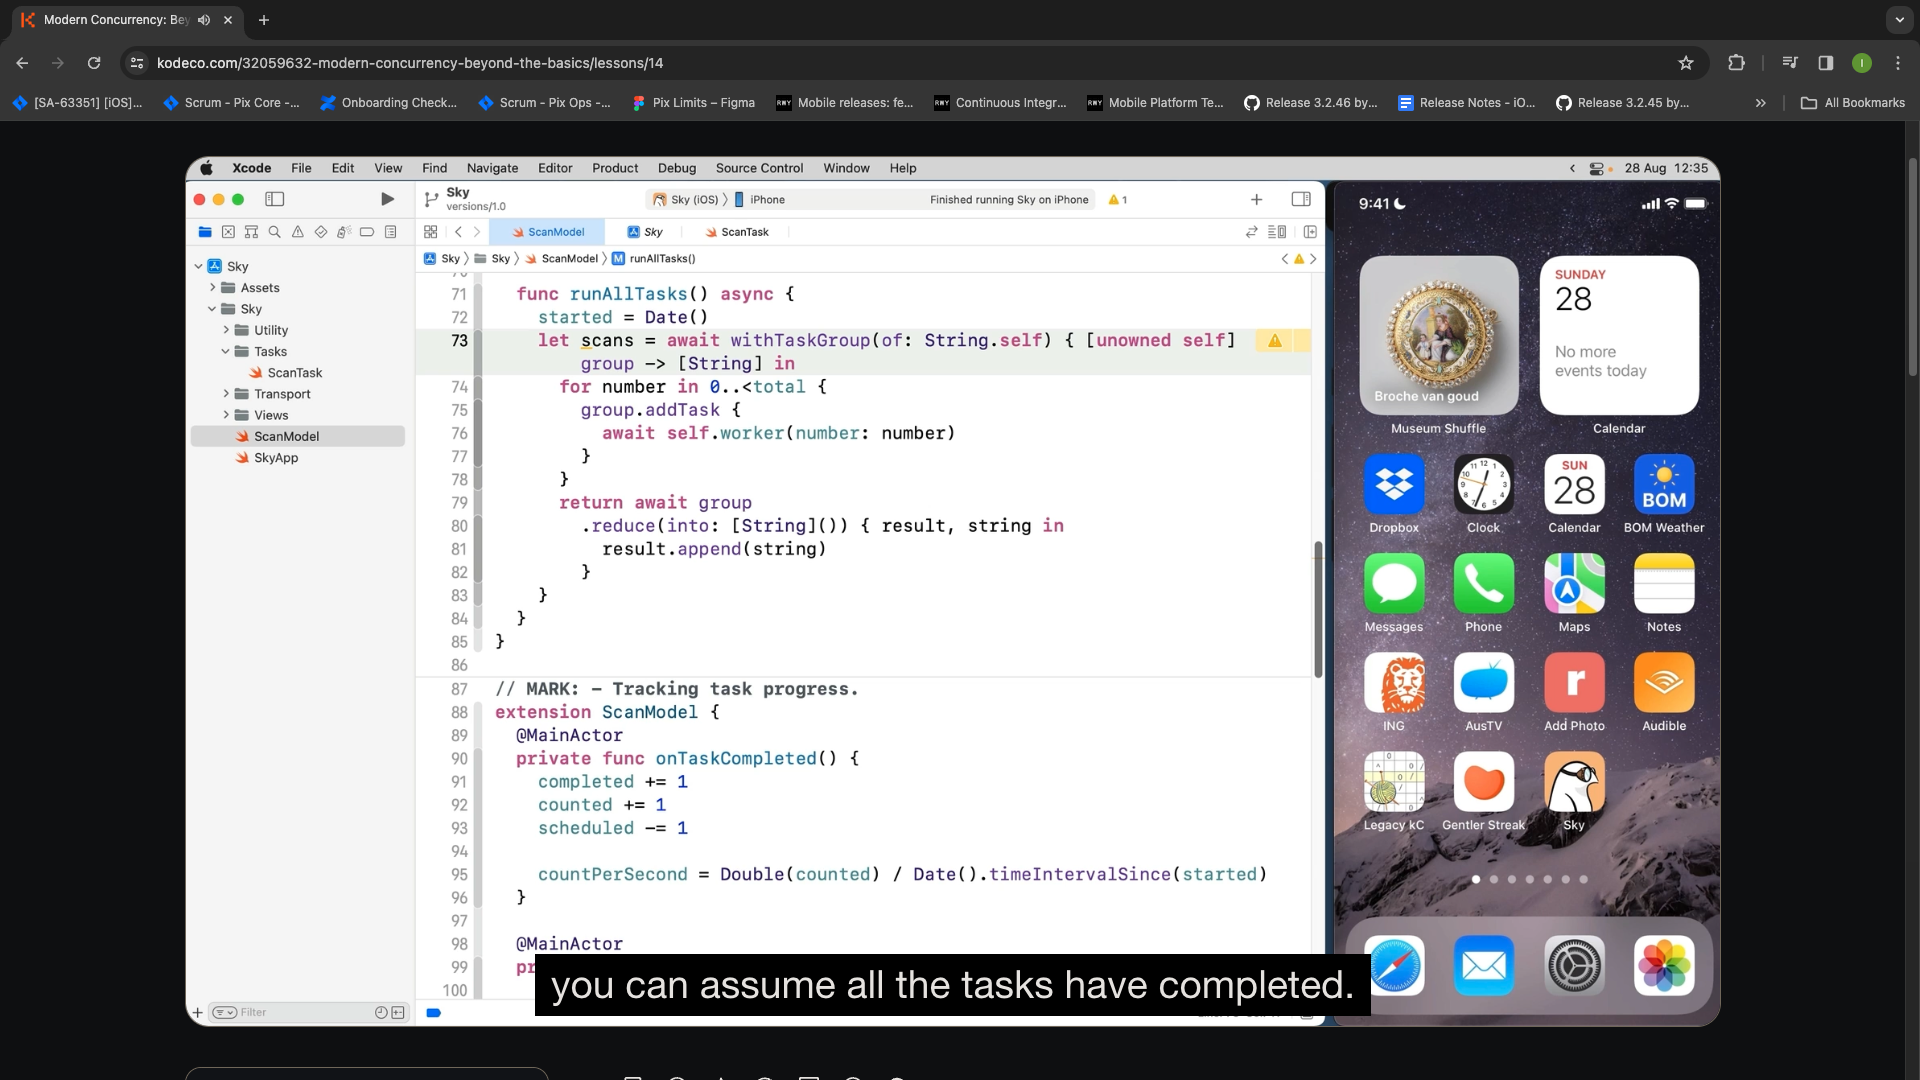 Modern Concurrency: Bey
kodeco.com/32059632-modern-concurrency-beyond-the-basics/lessons/14
[SA-63351] [iOS]...
Scrum - Pix Core -...
Onboarding Check...
Scrum - Pix Ops -...
Pix Limits – Figma
Mobile releases: fe...
Continuous Integr...
Mobile Platform Te...
Release 3.2.46 by...
Release Notes - iO...
Release 3.2.45 by...
All Bookmarks
Xcode File Edit View Find Navigate Editor Product Debug Source Control Window Help
28 Aug 12:35
Sky
versions/1.0
Sky (iOS) iPhone
Finished running Sky on iPhone
1
ScanModel Sky ScanTask
Sky Sky ScanModel M runAllTasks()
Sky
Assets
Sky
Utility
Tasks
ScanTask
Transport
Views
ScanModel
SkyApp
Filter
71 func runAllTasks() async {
72 started = Date()
73 let scans = await withTaskGroup(of: String.self) { [unowned self]
group -> [String] in
74 for number in 0..<total {
75 group.addTask {
76 await self.worker(number: number)
77 }
78 }
79 return await group
80 .reduce(into: [String]()) { result, string in
81 result.append(string)
82 }
83 }
84 }
85 }
86
87 // MARK: - Tracking task progress.
88 extension ScanModel {
89 @MainActor
90 private func onTaskCompleted() {
91 completed += 1
92 counted += 1
93 scheduled -= 1
94
95 countPerSecond = Double(counted) / Date().timeIntervalSince(started)
96 }
97
98 @MainActor
99 pr
100
you can assume all the tasks have completed.
9:41
Broche van goud
Museum Shuffle
SUNDAY
28
No more
events today
Calendar
SUN
28
BOM
Dropbox Clock Calendar BOM Weather
Messages Phone Maps Notes
r
ING AusTV Add Photo Audible
Legacy kC Gentler Streak Sky